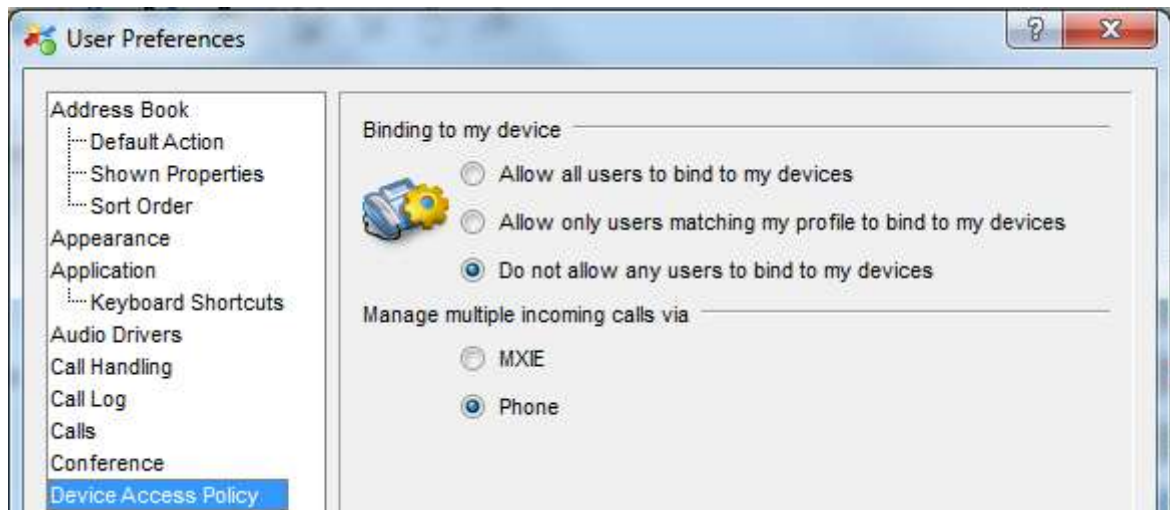 User Preferences
Address Book
Default Action
Shown Properties
Sort Order
Appearance
Application
Keyboard Shortcuts
Audio Drivers
Call Handling
Call Log
Calls
Conference
Device Access Policy
Binding to my device
Allow all users to bind to my devices
Allow only users matching my profile to bind to my devices
Do not allow any users to bind to my devices
Manage multiple incoming calls via
MXIE
Phone